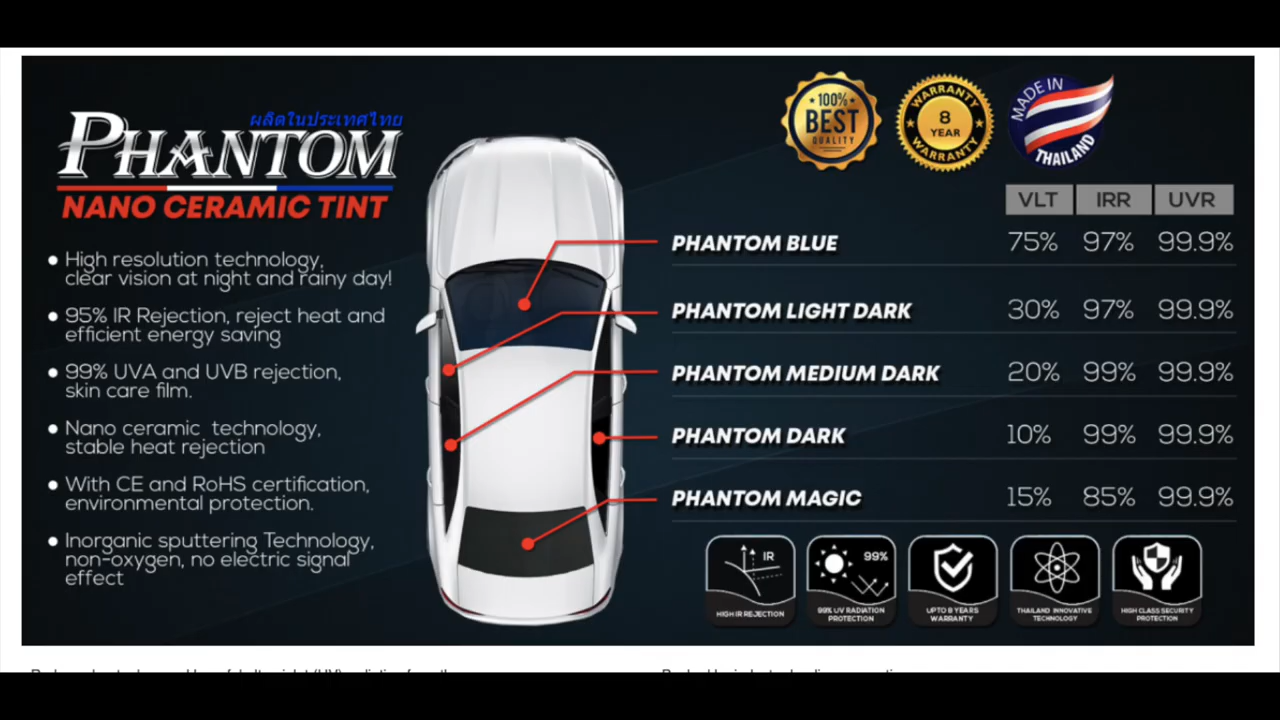 ผลิตในประเทศไทย
PHANTOM
NANO CERAMIC TINT
● High resolution technology,
clear vision at night and rainy day!
● 95% IR Rejection, reject heat and
efficient energy saving
● 99% UVA and UVB rejection,
skin care film.
● Nano ceramic technology,
stable heat rejection
● With CE and RoHS certification,
environmental protection.
● Inorganic sputtering Technology,
non-oxygen, no electric signal
effect
100%
BEST
QUALITY
WARRANTY
8
YEAR
WARRANTY
MADE IN
THAILAND
VLT IRR UVR
PHANTOM BLUE 75% 97% 99.9%
PHANTOM LIGHT DARK 30% 97% 99.9%
PHANTOM MEDIUM DARK 20% 99% 99.9%
PHANTOM DARK 10% 99% 99.9%
PHANTOM MAGIC 15% 85% 99.9%
IR
HIGH IR REJECTION
99%
99% UV RADIATION
PROTECTION
UPTO 8 YEARS
WARRANTY
THAILAND INNOVATIVE
TECHNOLOGY
HIGH CLASS SECURITY
PROTECTION